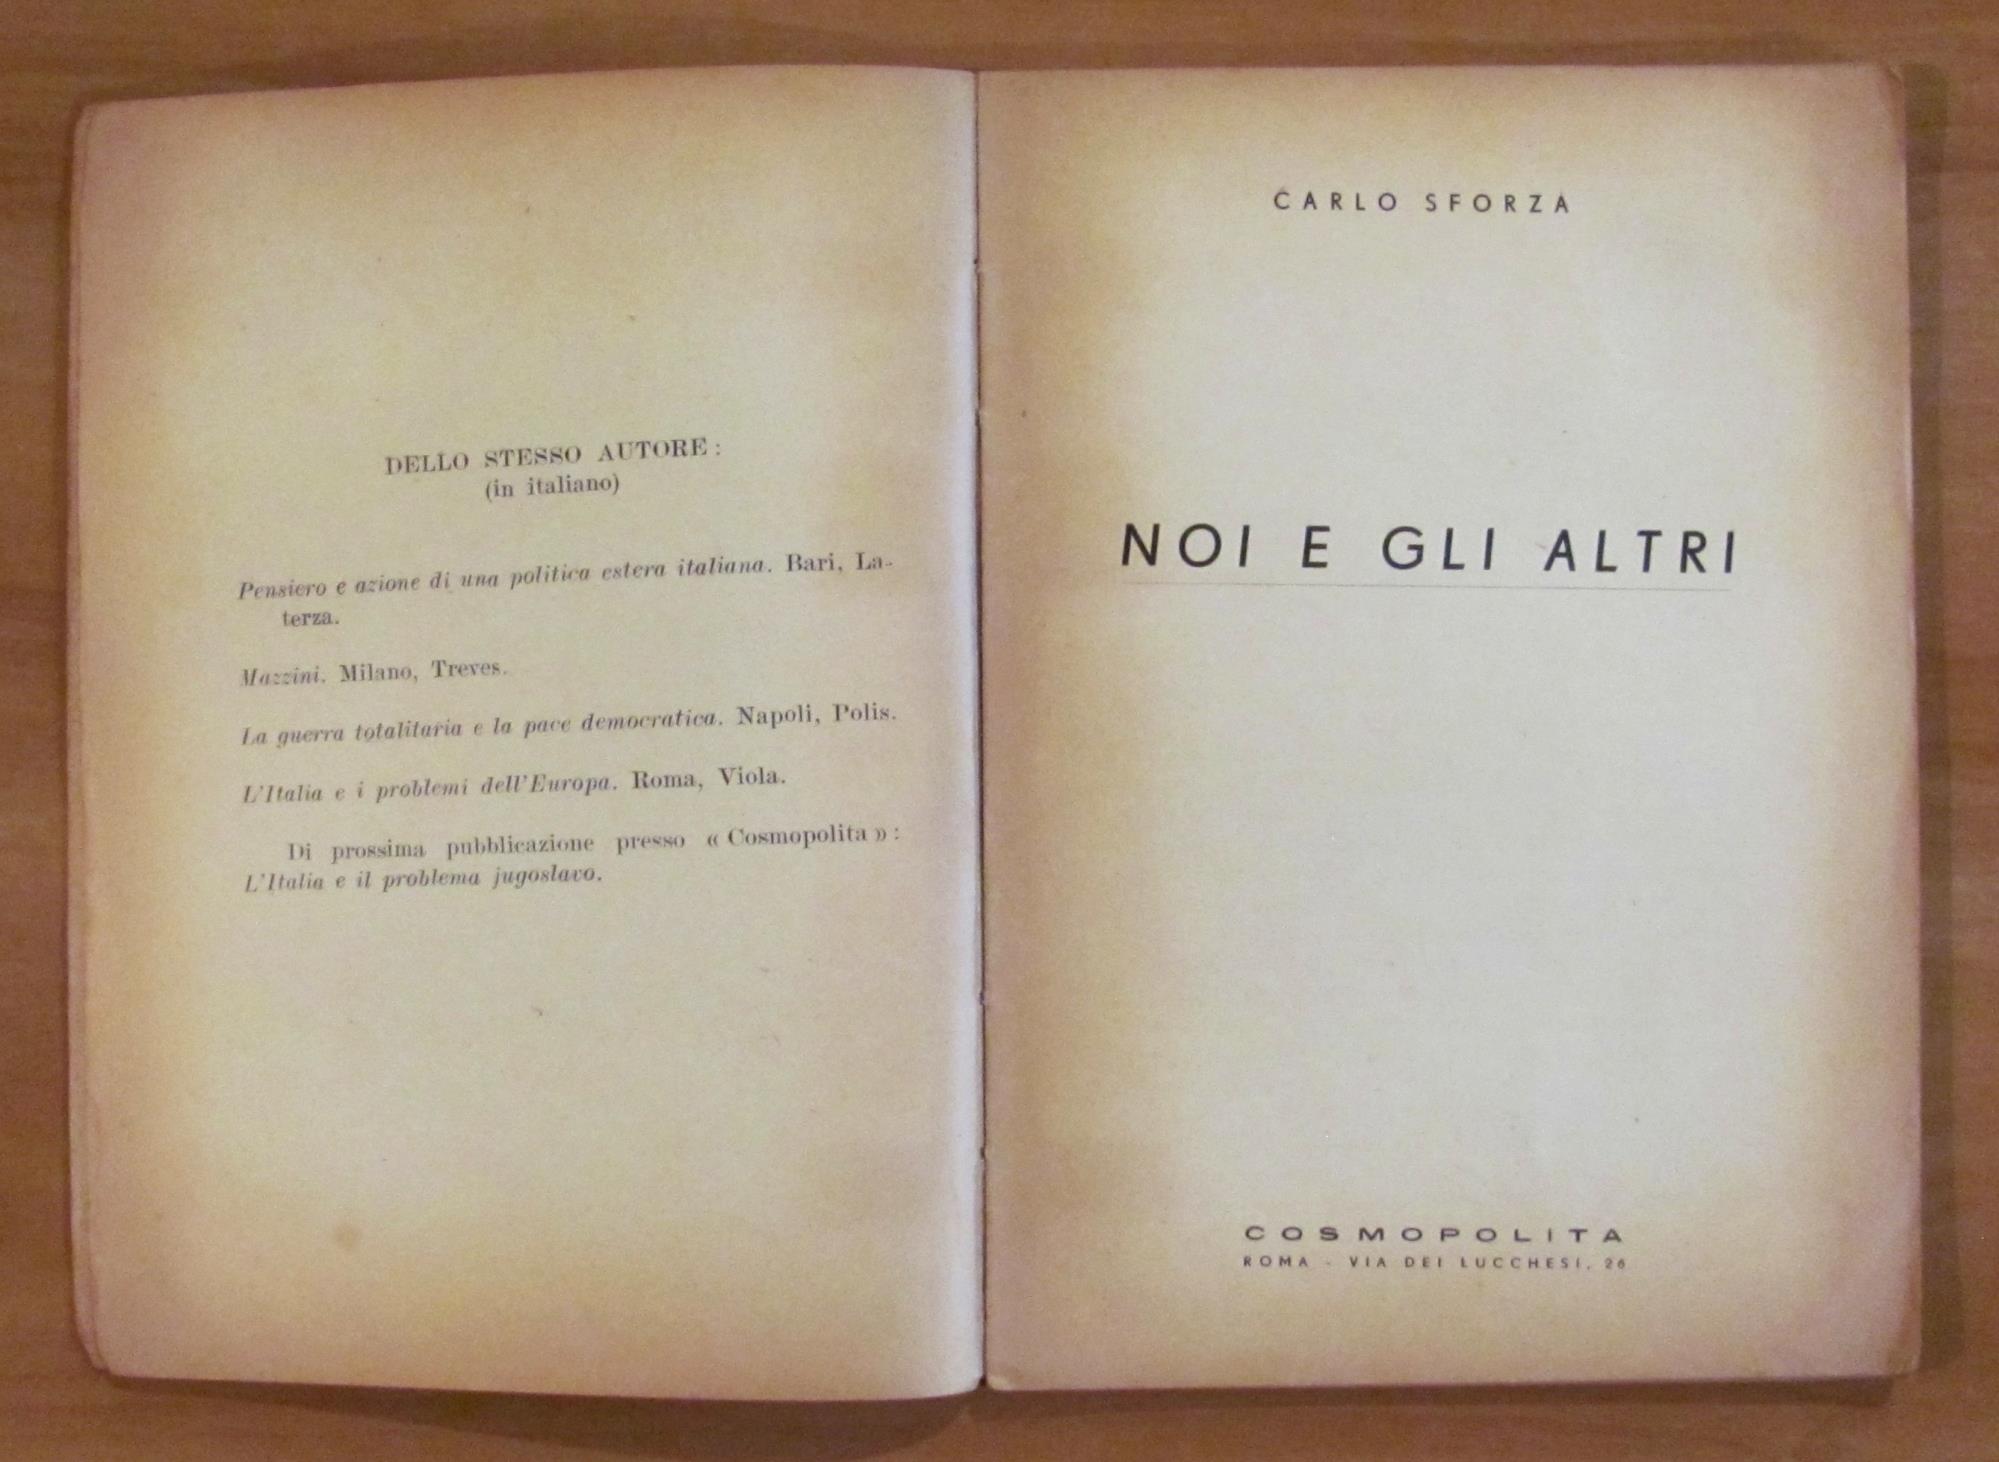 DELLO STESSO AUTORE :
(in italiano)
Pensiero e azione di una politica estera italiana. Bari, La-
terza.
Mazzini. Milano, Treves.
La guerra totalitaria e la pace democratica. Napoli, Polis.
L'Italia e i problemi dell'Europa. Roma, Viola.
Di prossima pubblicazione presso « Cosmopolita » :
L'Italia e il problema jugoslavo.
CARLO SFORZA
NOI E GLI ALTRI
COSMOPOLITA
ROMA - VIA DEI LUCCHESI, 26